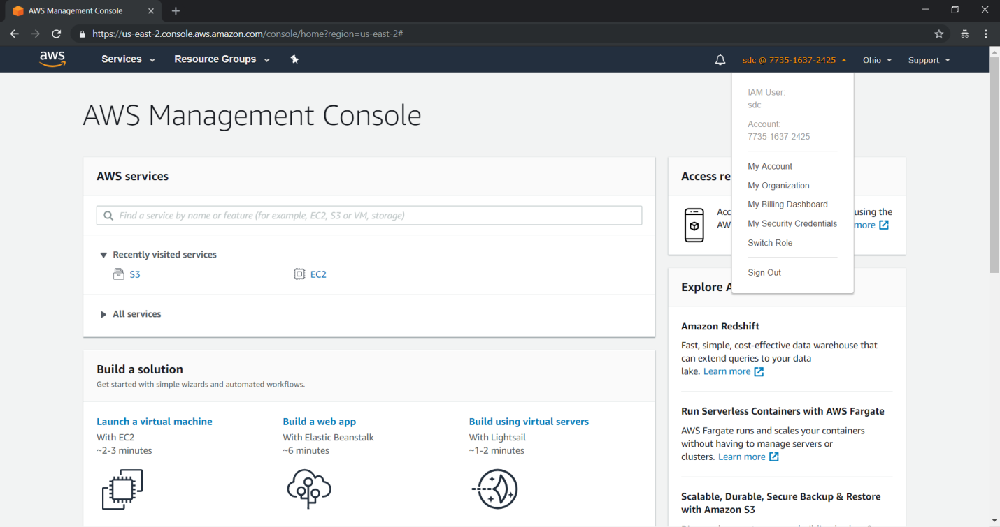 AWS Management Console
https://us-east-2.console.aws.amazon.com/console/home?region=us-east-2#
aws
Services
Resource Groups
sdc @ 7735-1637-2425
Ohio
Support
IAM User:
sdc
Account:
7735-1637-2425
My Account
My Organization
My Billing Dashboard
My Security Credentials
Switch Role
Sign Out
AWS Management Console
AWS services
Find a service by name or feature (for example, EC2, S3 or VM, storage)
Recently visited services
S3
EC2
All services
Build a solution
Get started with simple wizards and automated workflows.
Launch a virtual machine
With EC2
~2-3 minutes
Build a web app
With Elastic Beanstalk
~6 minutes
Build using virtual servers
With Lightsail
~1-2 minutes
Access re
Acc
using the
AW
more
Explore A
Amazon Redshift
Fast, simple, cost-effective data warehouse that
can extend queries to your data
lake. Learn more
Run Serverless Containers with AWS Fargate
AWS Fargate runs and scales your containers
without having to manage servers or
clusters. Learn more
Scalable, Durable, Secure Backup & Restore
with Amazon S3